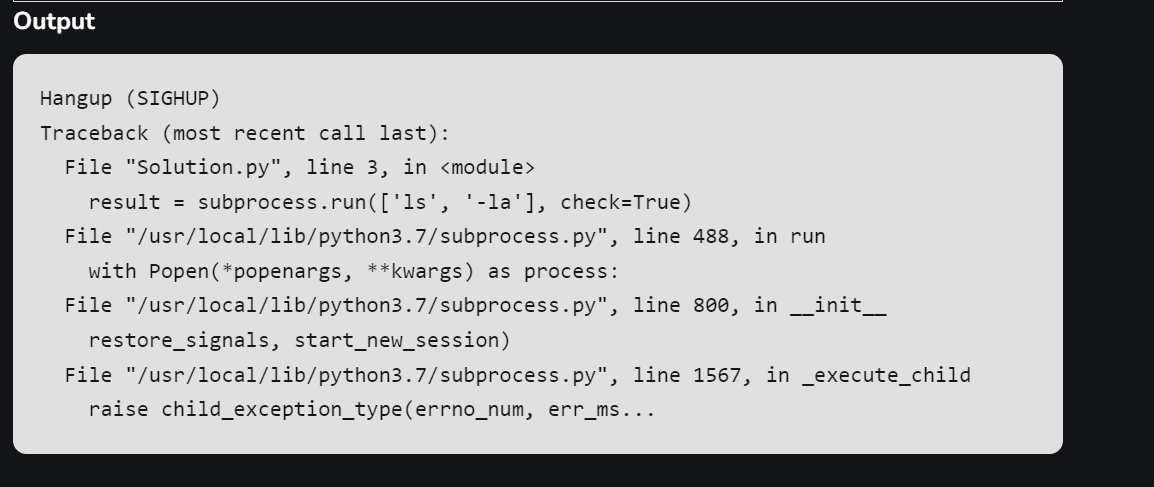 Output
Hangup (SIGHUP)
Traceback (most recent call last):
  File "Solution.py", line 3, in <module>
    result = subprocess.run(['ls', '-la'], check=True)
  File "/usr/local/lib/python3.7/subprocess.py", line 488, in run
    with Popen(*popenargs, **kwargs) as process:
  File "/usr/local/lib/python3.7/subprocess.py", line 800, in __init__
    restore_signals, start_new_session)
  File "/usr/local/lib/python3.7/subprocess.py", line 1567, in _execute_child
    raise child_exception_type(errno_num, err_ms...